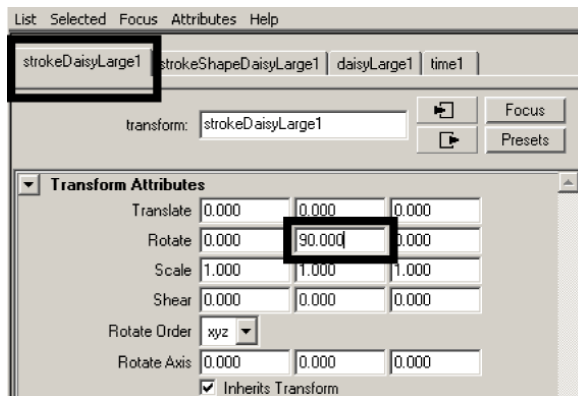 List Selected Focus Attributes Help
strokeDaisyLarge1 strokeShapeDaisyLarge1 daisyLarge1 time1
transform: strokeDaisyLarge1 Focus
Presets
Transform Attributes
Translate 0.000 0.000 0.000
Rotate 0.000 90.000 0.000
Scale 1.000 1.000 1.000
Shear 0.000 0.000 0.000
Rotate Order xyz
Rotate Axis 0.000 0.000 0.000
Inherits Transform